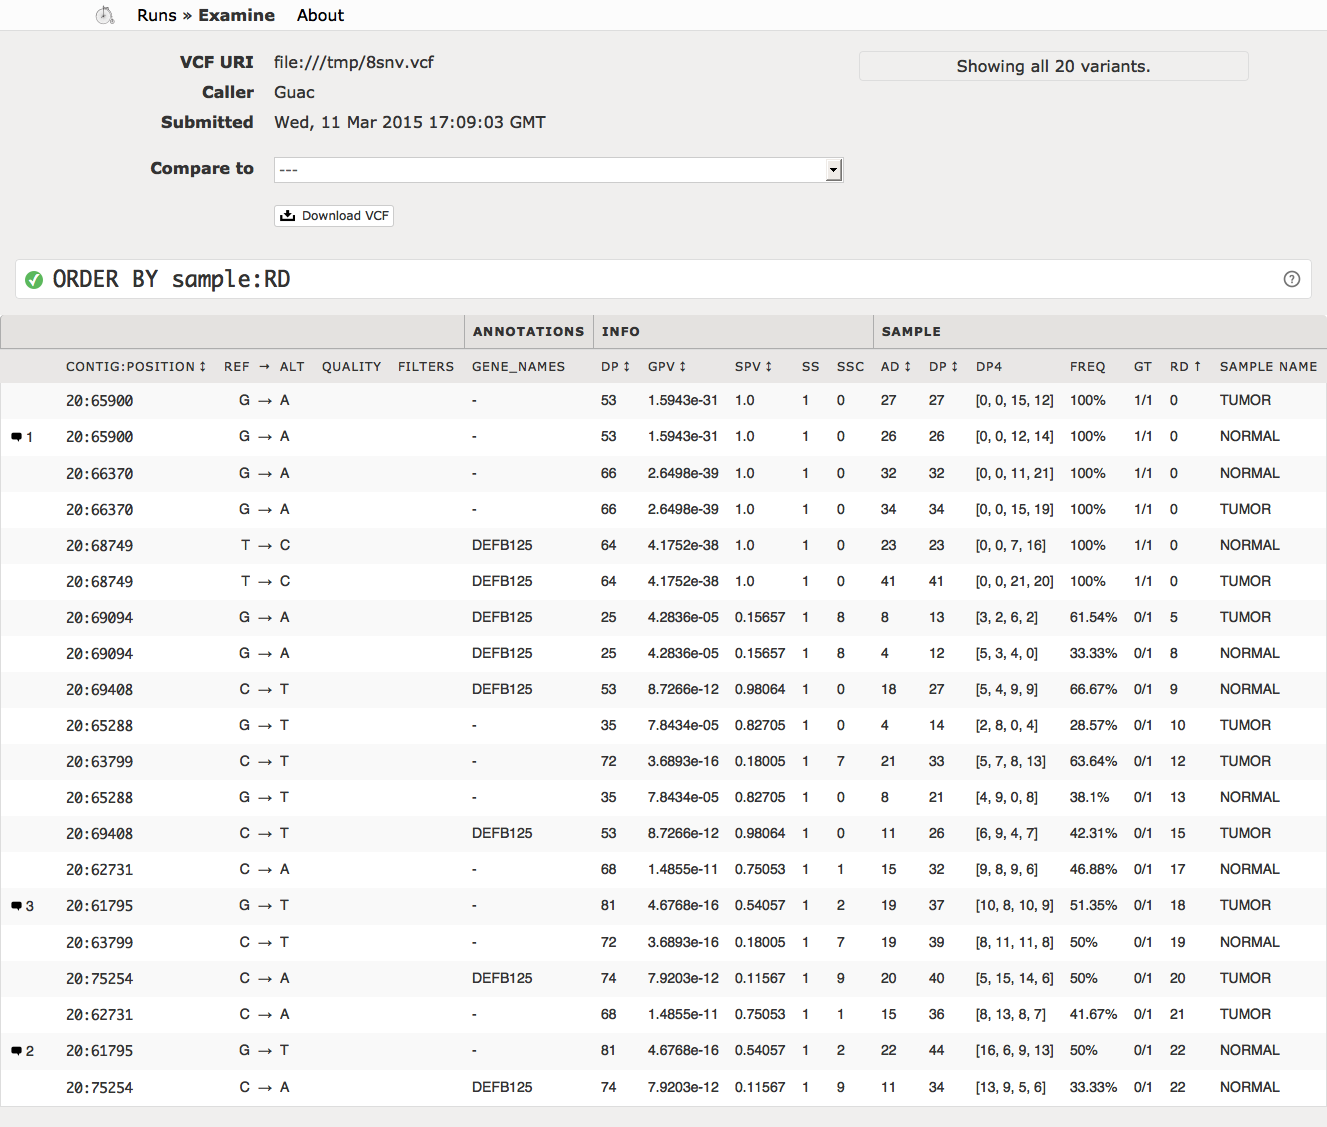 Runs » Examine About
VCF URI file:///tmp/8snv.vcf
Showing all 20 variants.
Caller Guac
Submitted Wed, 11 Mar 2015 17:09:03 GMT
Compare to ---
Download VCF
ORDER BY sample:RD ?
ANNOTATIONS INFO SAMPLE
CONTIG:POSITION ↕ REF → ALT QUALITY FILTERS GENE_NAMES DP ↕ GPV ↕ SPV ↕ SS SSC AD ↕ DP ↕ DP4 FREQ GT RD ↑ SAMPLE NAME
20:65900 G → A - 53 1.5943e-31 1.0 1 0 27 27 [0, 0, 15, 12] 100% 1/1 0 TUMOR
1 20:65900 G → A - 53 1.5943e-31 1.0 1 0 26 26 [0, 0, 12, 14] 100% 1/1 0 NORMAL
20:66370 G → A - 66 2.6498e-39 1.0 1 0 32 32 [0, 0, 11, 21] 100% 1/1 0 NORMAL
20:66370 G → A - 66 2.6498e-39 1.0 1 0 34 34 [0, 0, 15, 19] 100% 1/1 0 TUMOR
20:68749 T → C DEFB125 64 4.1752e-38 1.0 1 0 23 23 [0, 0, 7, 16] 100% 1/1 0 NORMAL
20:68749 T → C DEFB125 64 4.1752e-38 1.0 1 0 41 41 [0, 0, 21, 20] 100% 1/1 0 TUMOR
20:69094 G → A DEFB125 25 4.2836e-05 0.15657 1 8 8 13 [3, 2, 6, 2] 61.54% 0/1 5 TUMOR
20:69094 G → A DEFB125 25 4.2836e-05 0.15657 1 8 4 12 [5, 3, 4, 0] 33.33% 0/1 8 NORMAL
20:69408 C → T DEFB125 53 8.7266e-12 0.98064 1 0 18 27 [5, 4, 9, 9] 66.67% 0/1 9 NORMAL
20:65288 G → T - 35 7.8434e-05 0.82705 1 0 4 14 [2, 8, 0, 4] 28.57% 0/1 10 TUMOR
20:63799 C → T - 72 3.6893e-16 0.18005 1 7 21 33 [5, 7, 8, 13] 63.64% 0/1 12 TUMOR
20:65288 G → T - 35 7.8434e-05 0.82705 1 0 8 21 [4, 9, 0, 8] 38.1% 0/1 13 NORMAL
20:69408 C → T DEFB125 53 8.7266e-12 0.98064 1 0 11 26 [6, 9, 4, 7] 42.31% 0/1 15 TUMOR
20:62731 C → A - 68 1.4855e-11 0.75053 1 1 15 32 [9, 8, 9, 6] 46.88% 0/1 17 NORMAL
3 20:61795 G → T - 81 4.6768e-16 0.54057 1 2 19 37 [10, 8, 10, 9] 51.35% 0/1 18 TUMOR
20:63799 C → T - 72 3.6893e-16 0.18005 1 7 19 39 [8, 11, 11, 8] 50% 0/1 19 NORMAL
20:75254 C → A DEFB125 74 7.9203e-12 0.11567 1 9 20 40 [5, 15, 14, 6] 50% 0/1 20 TUMOR
20:62731 C → A - 68 1.4855e-11 0.75053 1 1 15 36 [8, 13, 8, 7] 41.67% 0/1 21 TUMOR
2 20:61795 G → T - 81 4.6768e-16 0.54057 1 2 22 44 [16, 6, 9, 13] 50% 0/1 22 NORMAL
20:75254 C → A DEFB125 74 7.9203e-12 0.11567 1 9 11 34 [13, 9, 5, 6] 33.33% 0/1 22 NORMAL